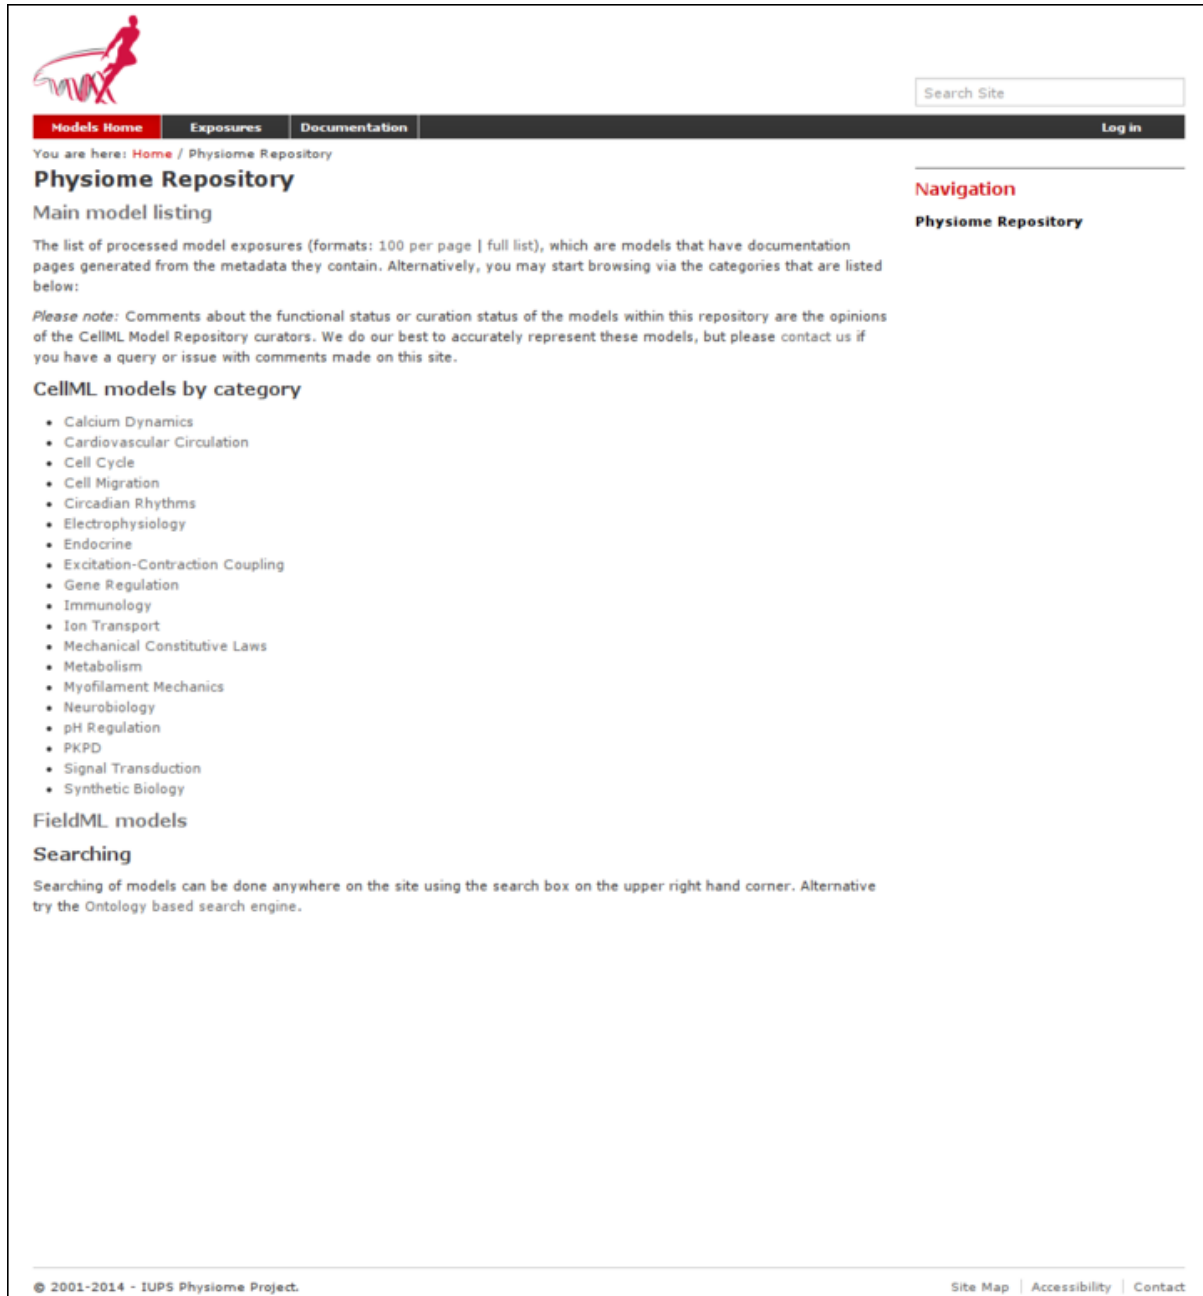 Search Site
Models Home Exposures Documentation Log in
You are here: Home / Physiome Repository
Physiome Repository
Main model listing
The list of processed model exposures (formats: 100 per page | full list), which are models that have documentation
pages generated from the metadata they contain. Alternatively, you may start browsing via the categories that are listed
below:
Please note: Comments about the functional status or curation status of the models within this repository are the opinions
of the CellML Model Repository curators. We do our best to accurately represent these models, but please contact us if
you have a query or issue with comments made on this site.
CellML models by category
• Calcium Dynamics
• Cardiovascular Circulation
• Cell Cycle
• Cell Migration
• Circadian Rhythms
• Electrophysiology
• Endocrine
• Excitation-Contraction Coupling
• Gene Regulation
• Immunology
• Ion Transport
• Mechanical Constitutive Laws
• Metabolism
• Myofilament Mechanics
• Neurobiology
• pH Regulation
• PKPD
• Signal Transduction
• Synthetic Biology
FieldML models
Searching
Searching of models can be done anywhere on the site using the search box on the upper right hand corner. Alternative
try the Ontology based search engine.
Navigation
Physiome Repository
© 2001-2014 - IUPS Physiome Project.
Site Map | Accessibility | Contact